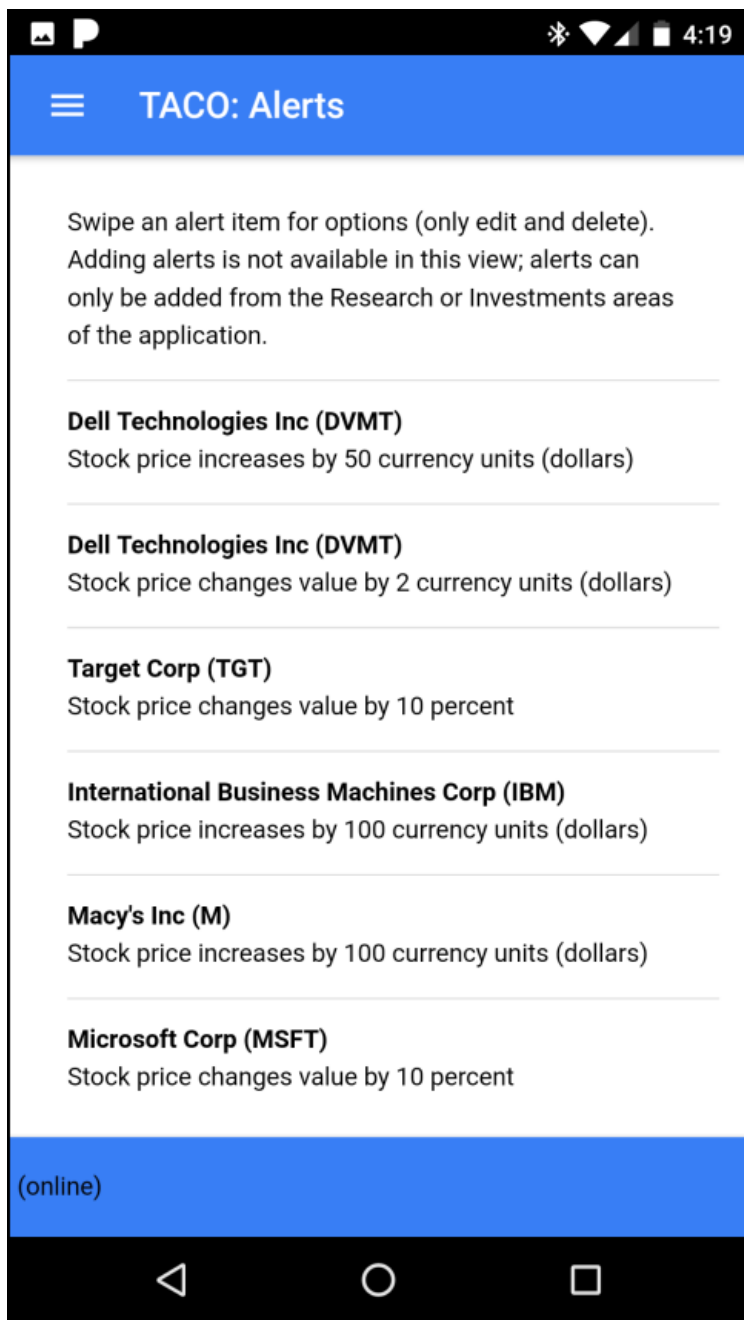 4:19
TACO: Alerts
Swipe an alert item for options (only edit and delete).
Adding alerts is not available in this view; alerts can
only be added from the Research or Investments areas
of the application.
Dell Technologies Inc (DVMT)
Stock price increases by 50 currency units (dollars)
Dell Technologies Inc (DVMT)
Stock price changes value by 2 currency units (dollars)
Target Corp (TGT)
Stock price changes value by 10 percent
International Business Machines Corp (IBM)
Stock price increases by 100 currency units (dollars)
Macy's Inc (M)
Stock price increases by 100 currency units (dollars)
Microsoft Corp (MSFT)
Stock price changes value by 10 percent
(online)